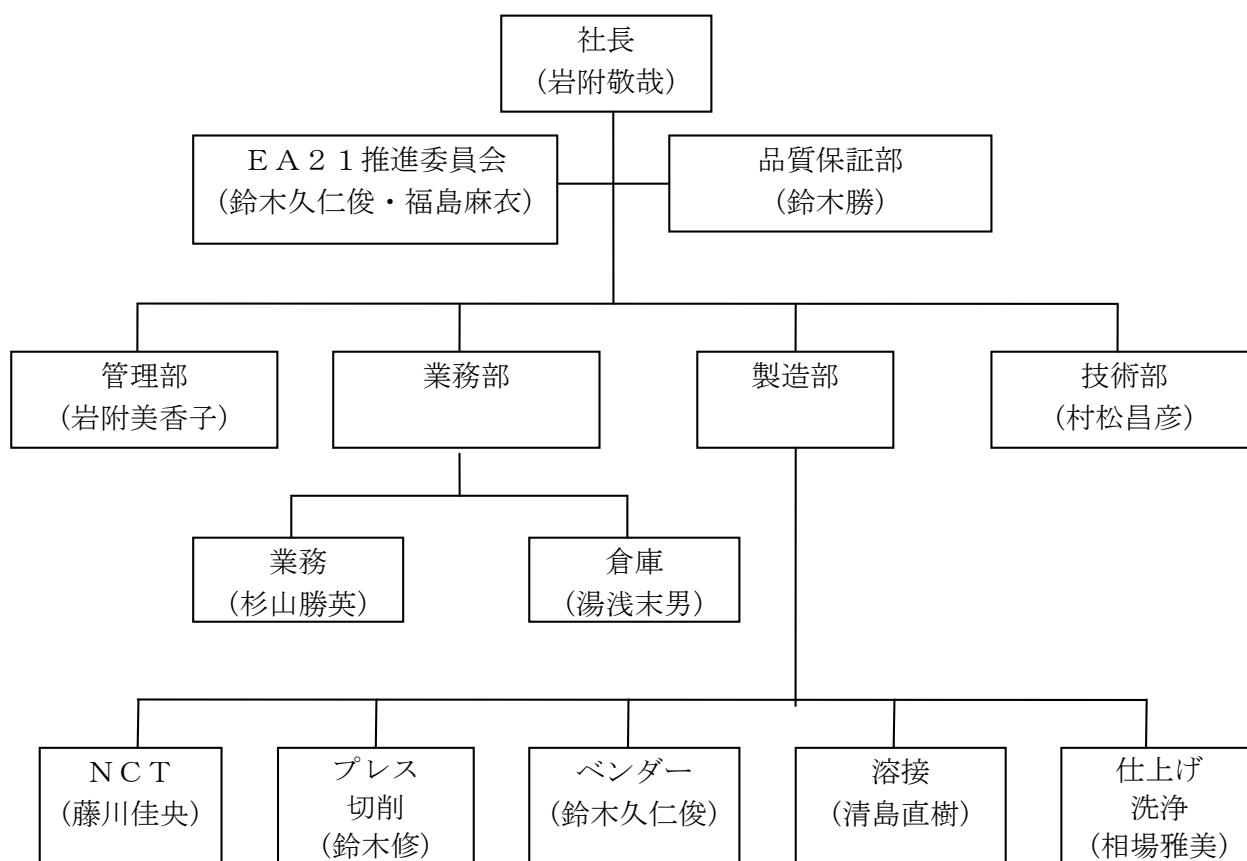 社長
（岩附敬哉）
ＥＡ２１推進委員会
（鈴木久仁俊・福島麻衣）
品質保証部
（鈴木勝）
管理部
（岩附美香子）
業務部
製造部
技術部
（村松昌彦）
業務
（杉山勝英）
倉庫
（湯浅末男）
ＮＣＴ
（藤川佳央）
プレス
切削
（鈴木修）
ベンダー
（鈴木久仁俊）
溶接
（清島直樹）
仕上げ
洗浄
（相場雅美）